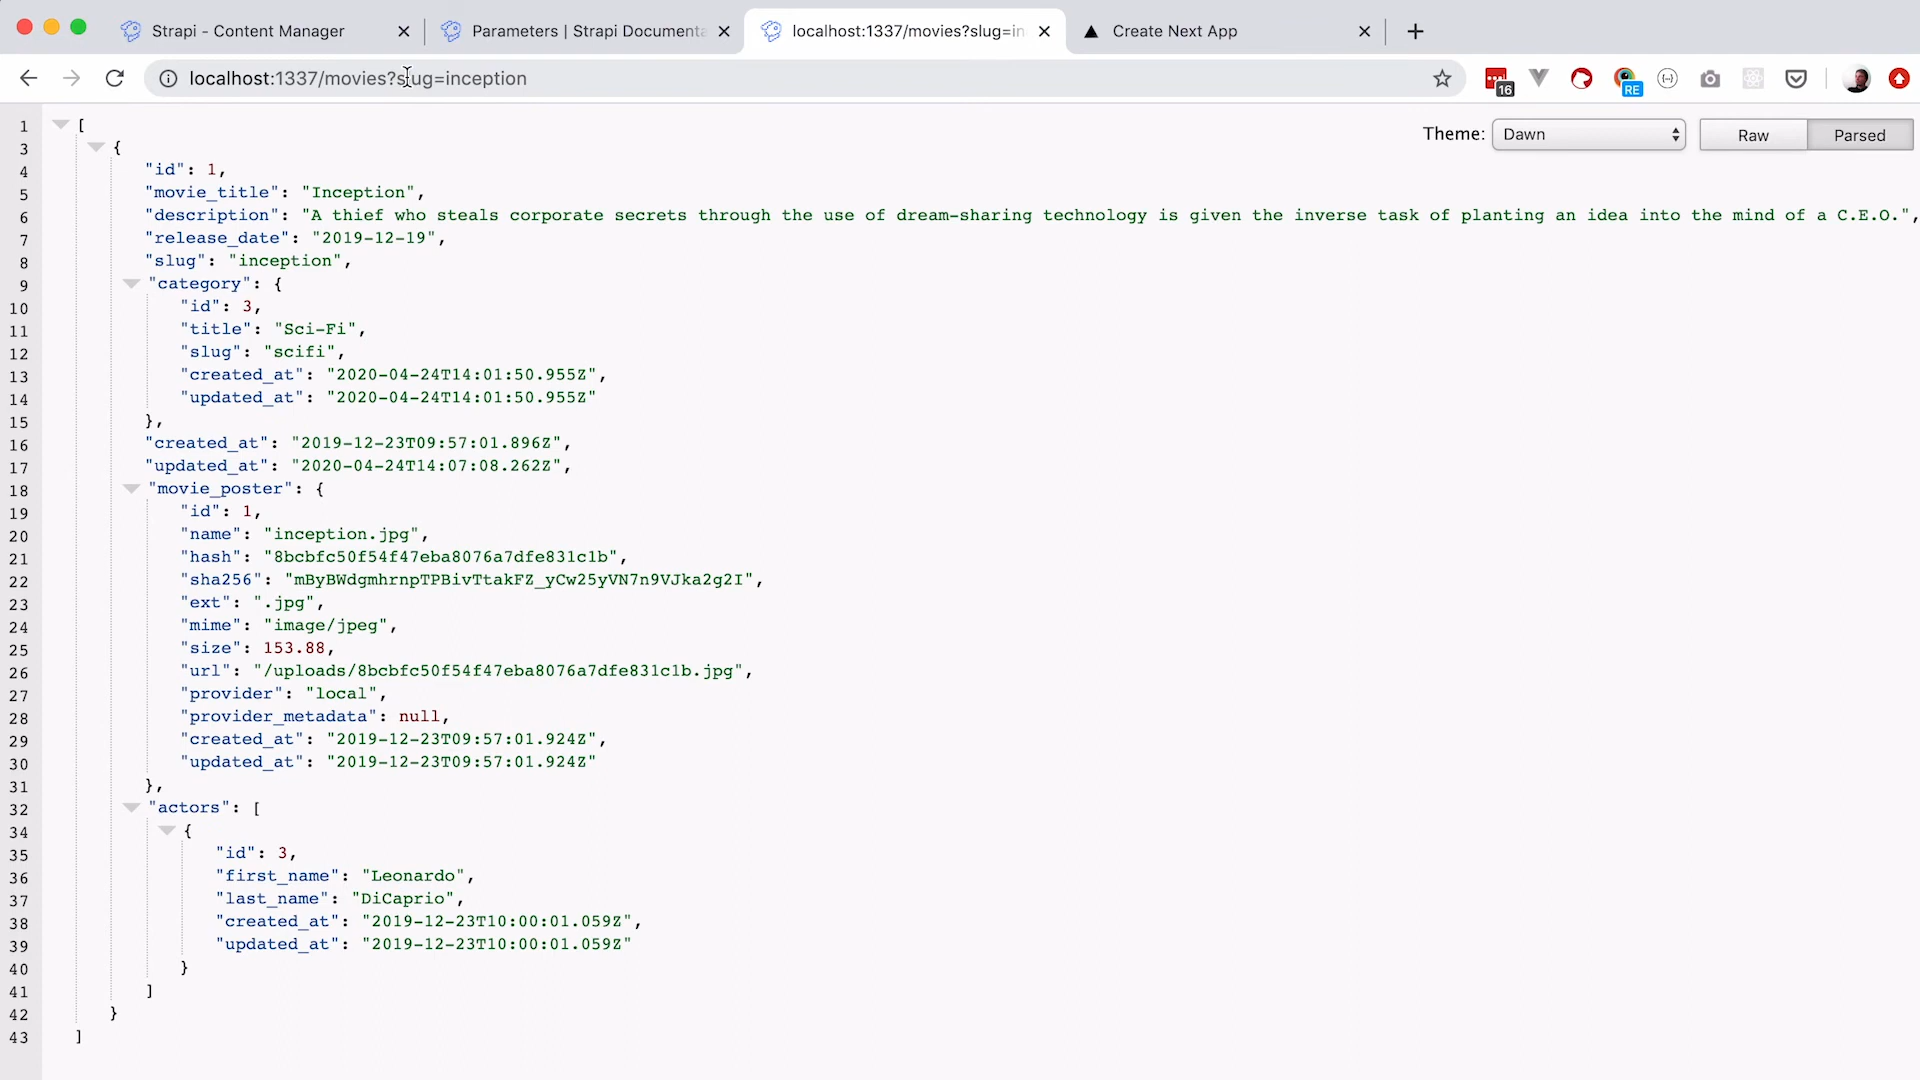 Strapi - Content Manager
Parameters | Strapi Documenta
localhost:1337/movies?slug=in
Create Next App
localhost:1337/movies?slug=inception
16
RE
Theme: Dawn Raw Parsed
1 [
3 {
4 "id": 1,
5 "movie_title": "Inception",
6 "description": "A thief who steals corporate secrets through the use of dream-sharing technology is given the inverse task of planting an idea into the mind of a C.E.O.",
7 "release_date": "2019-12-19",
8 "slug": "inception",
9 "category": {
10 "id": 3,
11 "title": "Sci-Fi",
12 "slug": "scifi",
13 "created_at": "2020-04-24T14:01:50.955Z",
14 "updated_at": "2020-04-24T14:01:50.955Z"
15 },
16 "created_at": "2019-12-23T09:57:01.896Z",
17 "updated_at": "2020-04-24T14:07:08.262Z",
18 "movie_poster": {
19 "id": 1,
20 "name": "inception.jpg",
21 "hash": "8bcbfc50f54f47eba8076a7dfe831c1b",
22 "sha256": "mByBWdgmhrnpTPBivTtakFZ_yCw25yVN7n9VJka2g2I",
23 "ext": ".jpg",
24 "mime": "image/jpeg",
25 "size": 153.88,
26 "url": "/uploads/8bcbfc50f54f47eba8076a7dfe831c1b.jpg",
27 "provider": "local",
28 "provider_metadata": null,
29 "created_at": "2019-12-23T09:57:01.924Z",
30 "updated_at": "2019-12-23T09:57:01.924Z"
31 },
32 "actors": [
34 {
35 "id": 3,
36 "first_name": "Leonardo",
37 "last_name": "DiCaprio",
38 "created_at": "2019-12-23T10:00:01.059Z",
39 "updated_at": "2019-12-23T10:00:01.059Z"
40 }
41 ]
42 }
43 ]